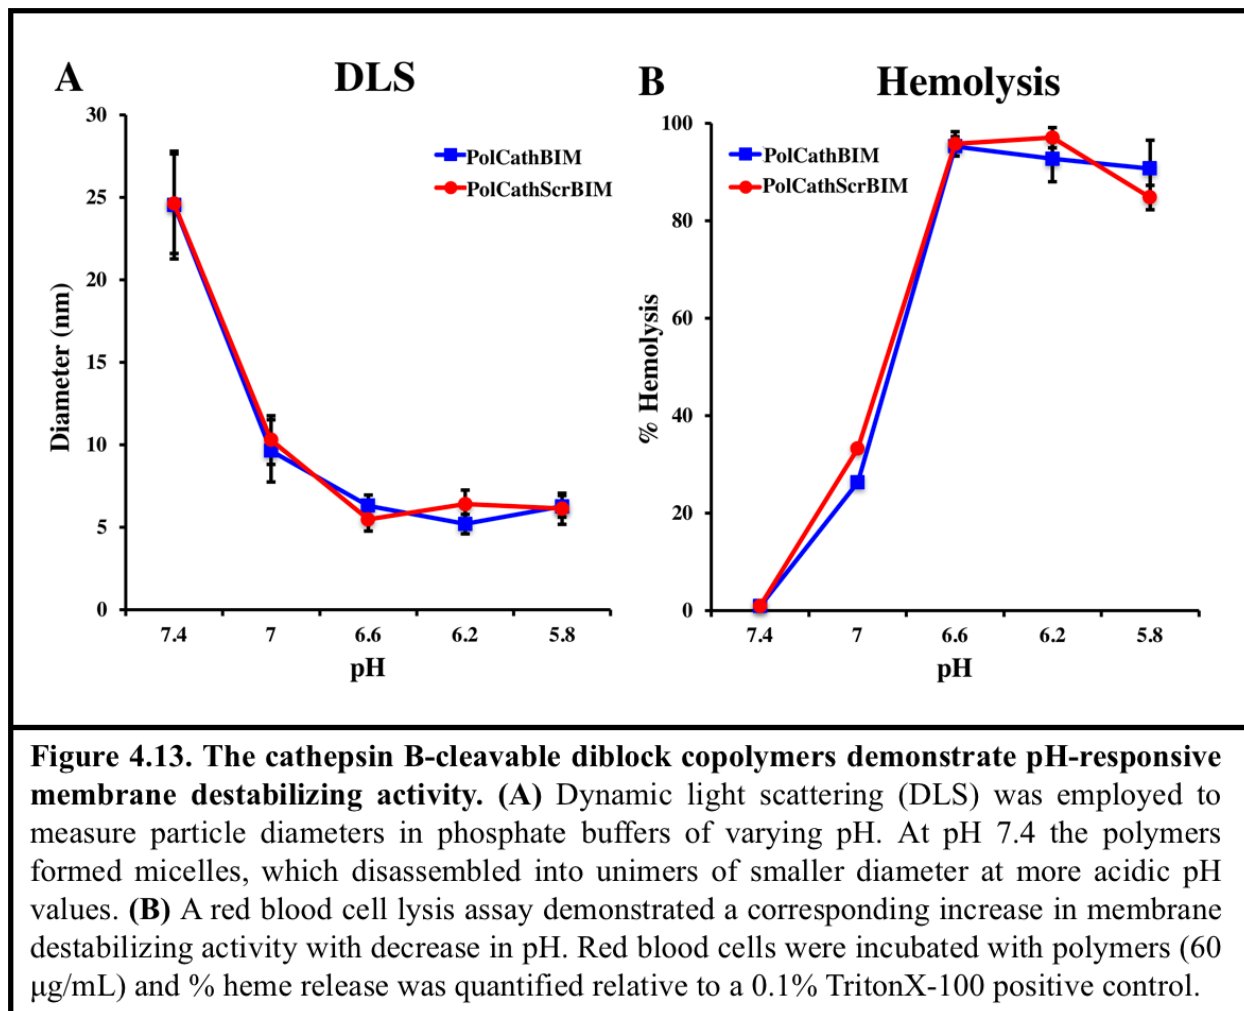 A
DLS
30
25
20
15
10
5
0
Diameter (nm)
PolCathBIM
PolCathScrBIM
7.4
7
6.6
6.2
5.8
pH
B
Hemolysis
100
80
60
40
20
0
% Hemolysis
PolCathBIM
PolCathScrBIM
7.4
7
6.6
6.2
5.8
pH
Figure 4.13. The cathepsin B-cleavable diblock copolymers demonstrate pH-responsive
membrane destabilizing activity. (A) Dynamic light scattering (DLS) was employed to
measure particle diameters in phosphate buffers of varying pH. At pH 7.4 the polymers
formed micelles, which disassembled into unimers of smaller diameter at more acidic pH
values. (B) A red blood cell lysis assay demonstrated a corresponding increase in membrane
destabilizing activity with decrease in pH. Red blood cells were incubated with polymers (60
μg/mL) and % heme release was quantified relative to a 0.1% TritonX-100 positive control.